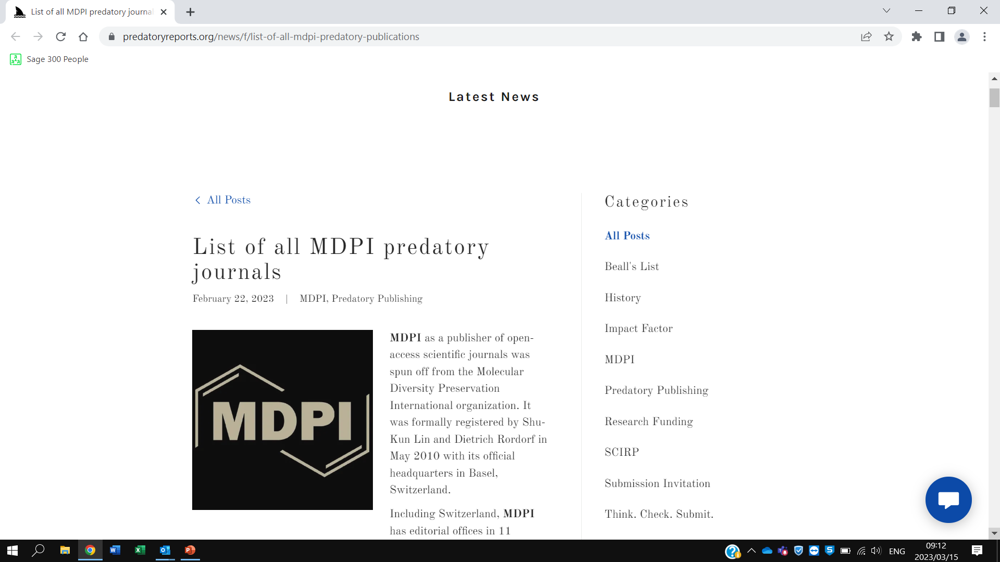 List of all MDPI predatory journal
predatoryreports.org/news/f/list-of-all-mdpi-predatory-publications
Sage 300 People
Latest News
All Posts
List of all MDPI predatory
journals
February 22, 2023 | MDPI, Predatory Publishing
MDPI
MDPI as a publisher of open-
access scientific journals was
spun off from the Molecular
Diversity Preservation
International organization. It
was formally registered by Shu-
Kun Lin and Dietrich Rordorf in
May 2010 with its official
headquarters in Basel,
Switzerland.
Including Switzerland, MDPI
has editorial offices in 11
Categories
All Posts
Beall's List
History
Impact Factor
MDPI
Predatory Publishing
Research Funding
SCIRP
Submission Invitation
Think. Check. Submit.
ENG
09:12
2023/03/15